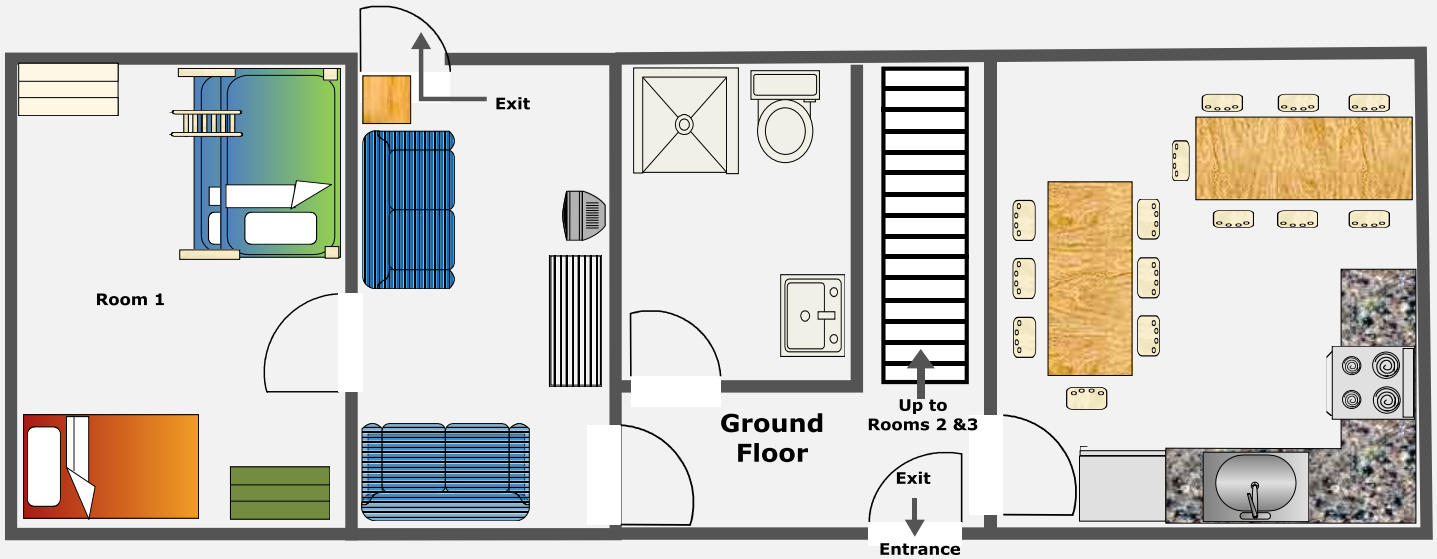 Exit
Room 1
Up to
Rooms 2 &3
Ground
Floor
Exit
Entrance